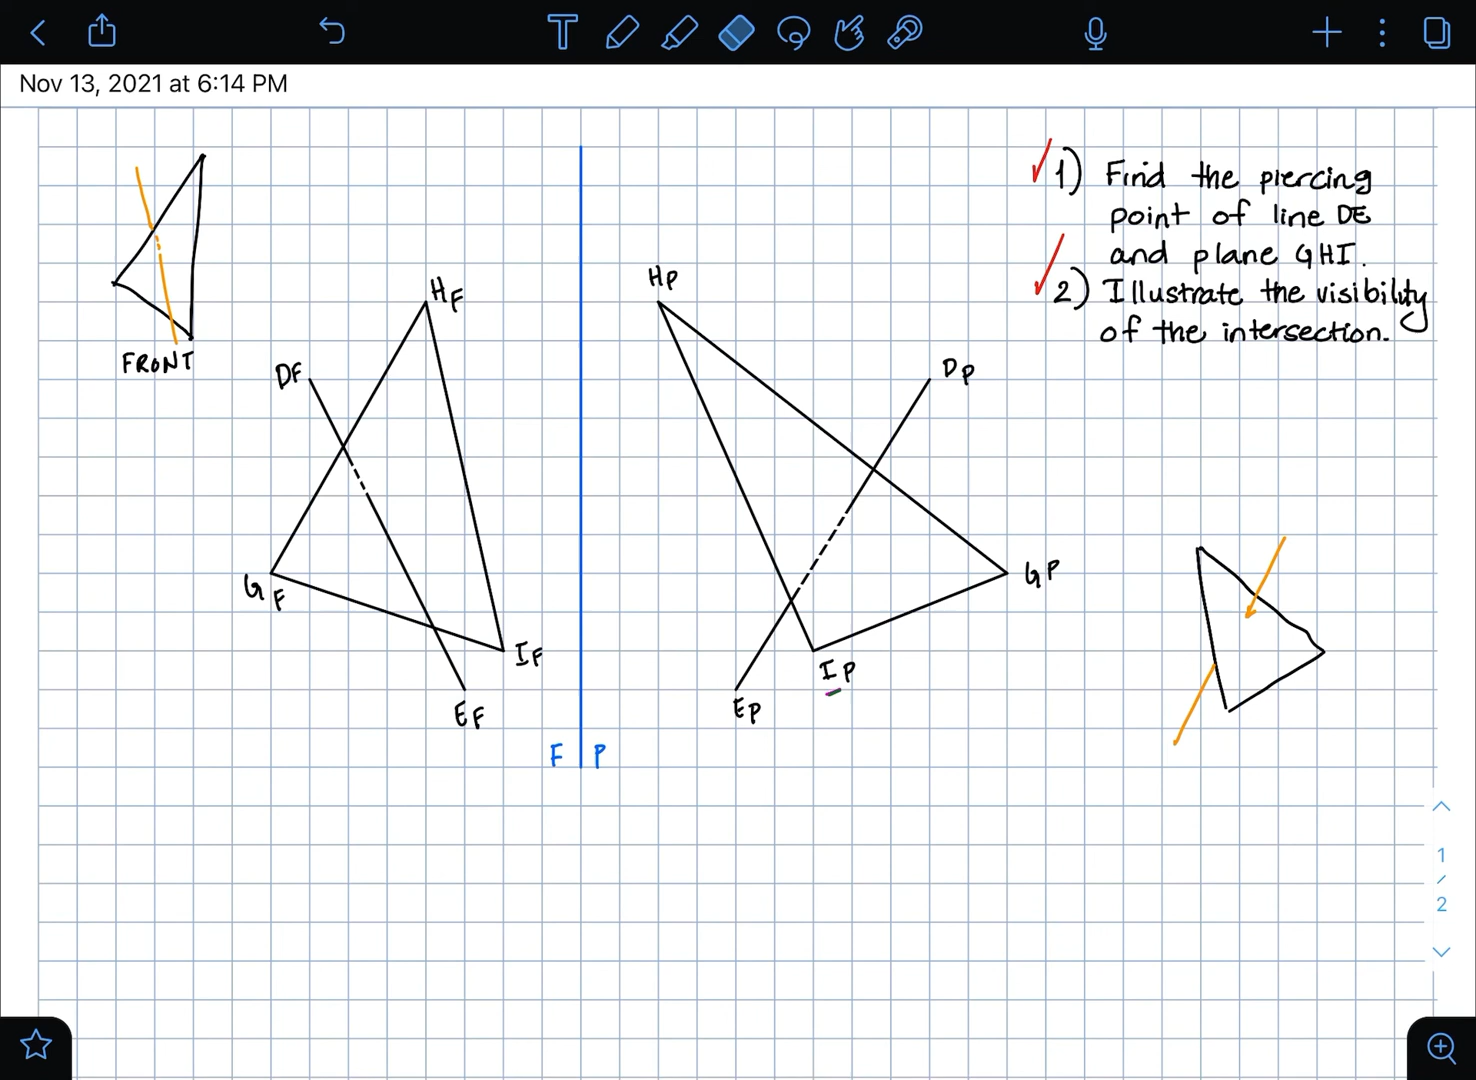 Nov 13, 2021 at 6:14 PM
1) Find the piercing
point of line DE
and plane GHI.
2) Illustrate the visibility
of the intersection.
FRONT
HF
HP
DF
DP
GF
GP
IF
IP
EF
EP
F P
1
/
2